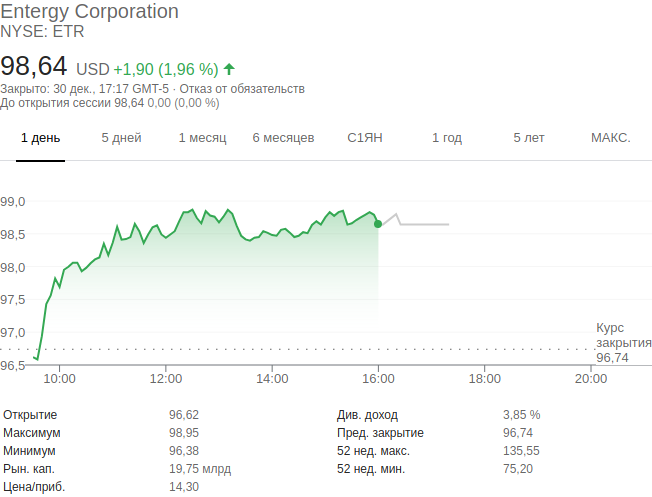 Entergy Corporation
NYSE: ETR
98,64 USD +1,90 (1,96 %)
Закрыто: 30 дек., 17:17 GMT-5 · Отказ от обязательств
До открытия сессии 98,64 0,00 (0,00 %)
1 день 5 дней 1 месяц 6 месяцев С1ЯН 1 год 5 лет МАКС.
99,0
98,5
98,0
97,5
97,0
96,5
Курс
закрытия
96,74
10:00 12:00 14:00 16:00 18:00 20:00
Открытие 96,62 Див. доход 3,85 %
Максимум 98,95 Пред. закрытие 96,74
Минимум 96,38 52 нед. макс. 135,55
Рын. кап. 19,75 млрд 52 нед. мин. 75,20
Цена/приб. 14,30